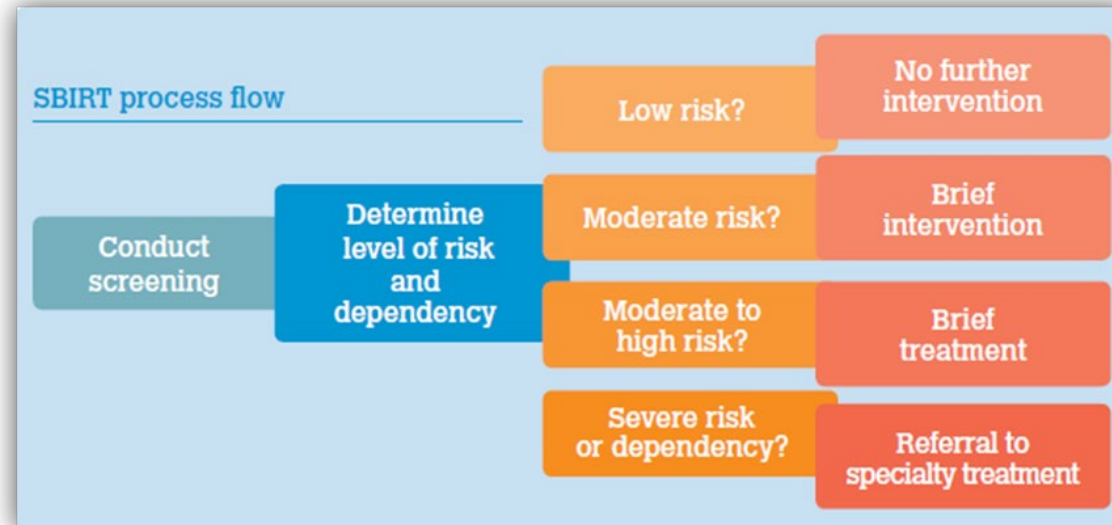 SBIRT process flow
Conduct
screening
Determine
level of risk
and
dependency
Low risk?
No further
intervention
Moderate risk?
Brief
intervention
Moderate to
high risk?
Brief
treatment
Severe risk
or dependency?
Referral to
specialty treatment